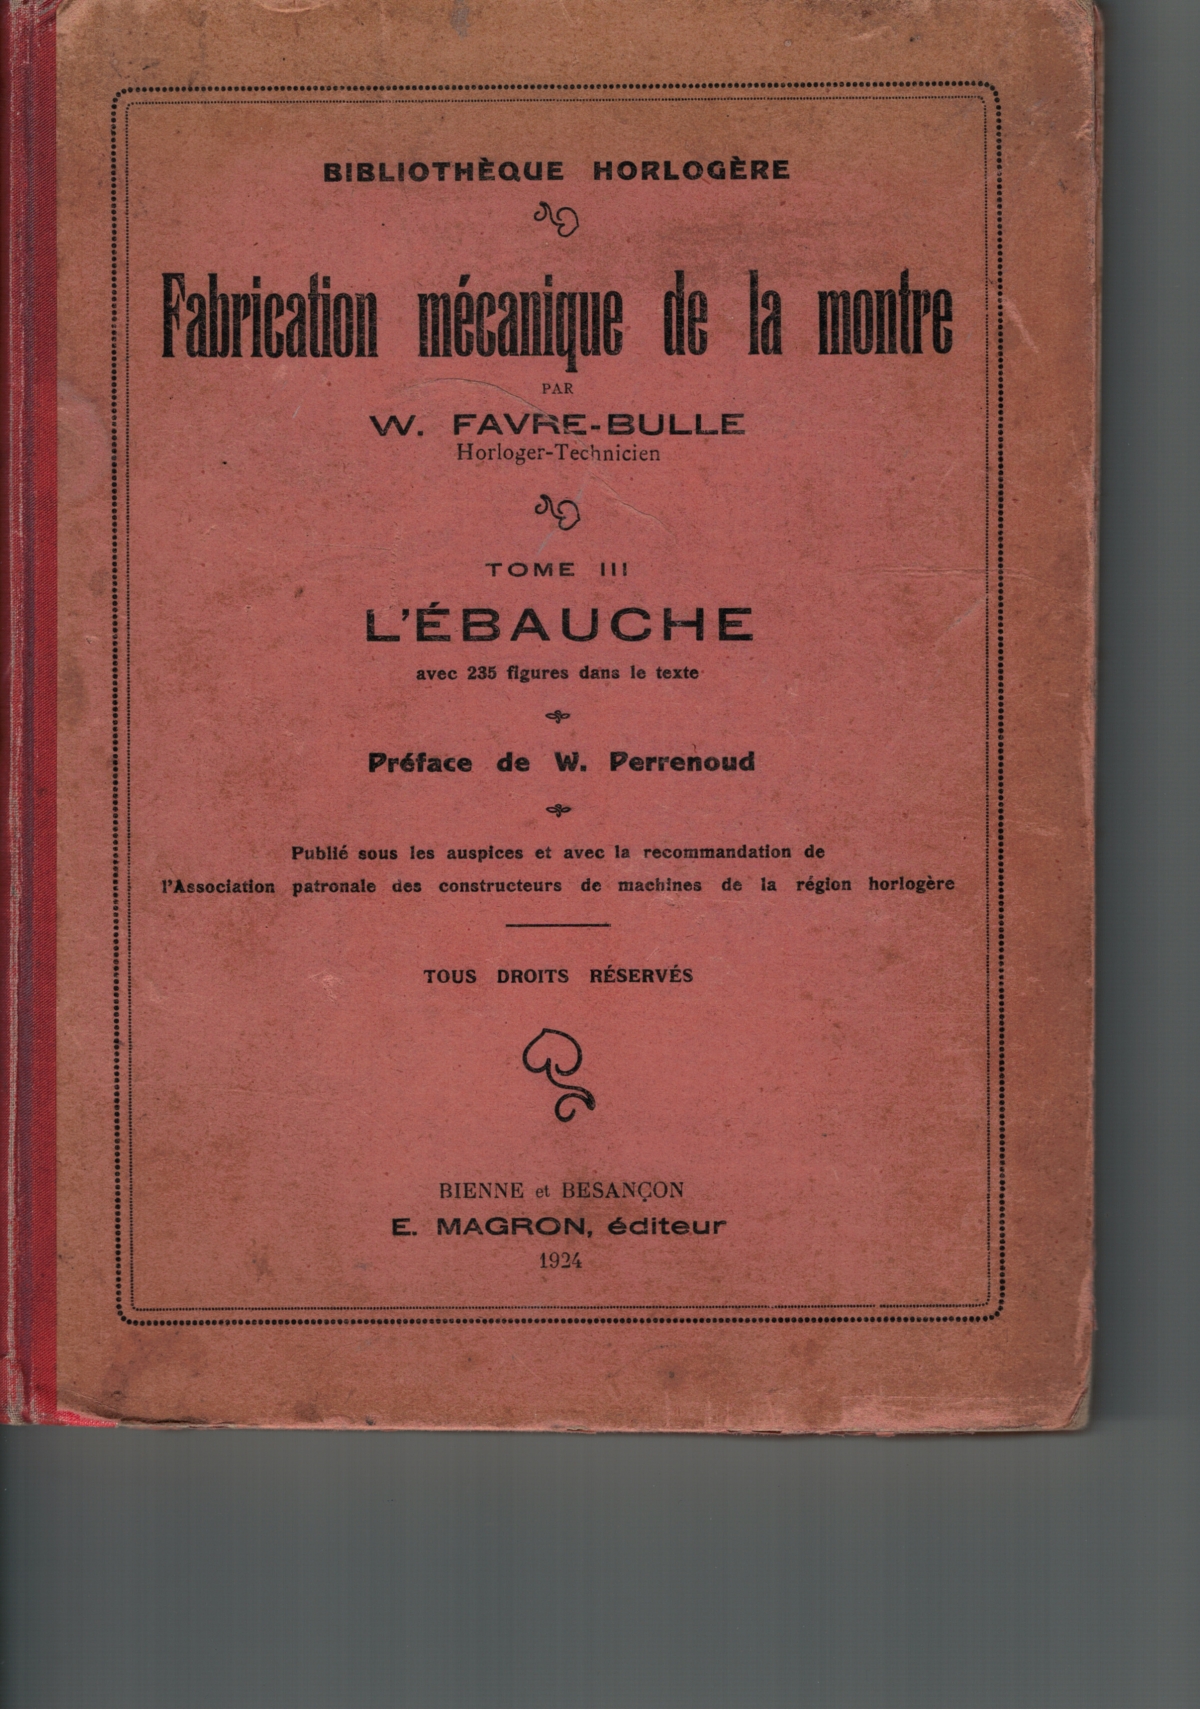 BIBLIOTHÈQUE HORLOGÈRE
Fabrication mécanique de la montre
PAR
W. FAVRE-BULLE
Horloger-Technicien
TOME III
L'ÉBAUCHE
avec 235 figures dans le texte
Préface de W. Perrenoud
Publié sous les auspices et avec la recommandation de
l'Association patronale des constructeurs de machines de la région horlogère
TOUS DROITS RÉSERVÉS
BIENNE et BESANÇON
E. MAGRON, éditeur
1924